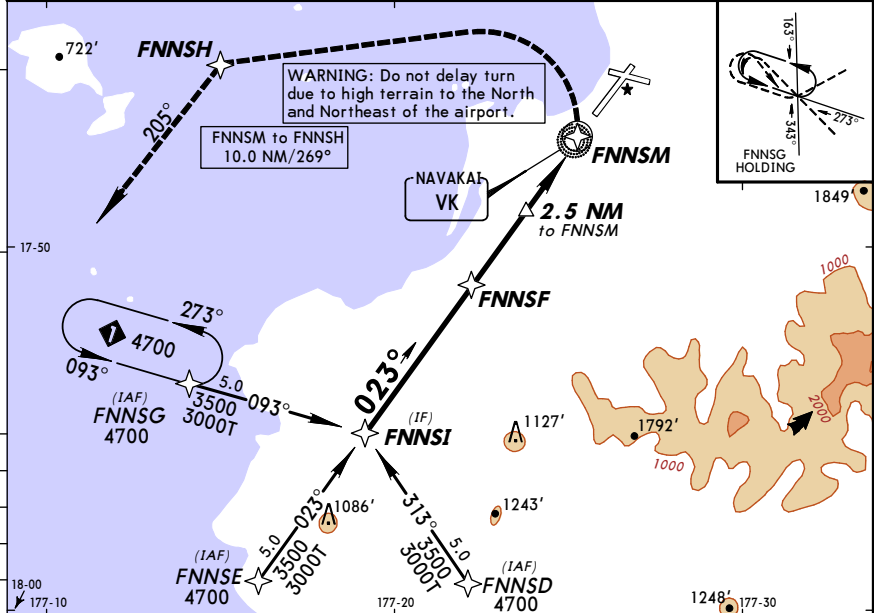 722'
FNNSH
WARNING: Do not delay turn
due to high terrain to the North
and Northeast of the airport.
205°
FNNSM to FNNSH
10.0 NM/269°
FNNSM
NAVAKAI
VK
2.5 NM
to FNNSM
163°
273°
343°
FNNSG
HOLDING
1849'
17-50
FNNSF
1000
273°
4700
093°
(IAF)
FNNSG
4700
5.0
093°
3500
3000T
023°
(IF)
FNNSI
1127'
1792'
2000
1000
1086'
1243'
023°
5.0
3500
3000T
(IAF)
FNNSE
4700
313°
5.0
3500
3000T
(IAF)
FNNSD
4700
1248'
18-00
177-10
177-20
177-30